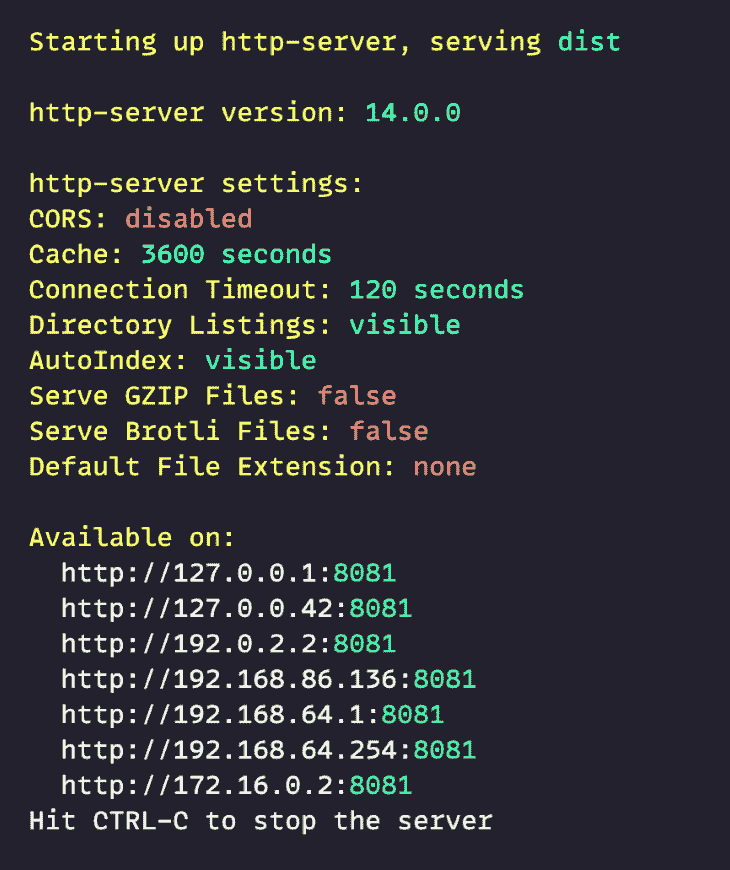 Starting up http-server, serving dist
http-server version: 14.0.0
http-server settings:
CORS: disabled
Cache: 3600 seconds
Connection Timeout: 120 seconds
Directory Listings: visible
AutoIndex: visible
Serve GZIP Files: false
Serve Brotli Files: false
Default File Extension: none
Available on:
http://127.0.0.1:8081
http://127.0.0.42:8081
http://192.0.2.2:8081
http://192.168.86.136:8081
http://192.168.64.1:8081
http://192.168.64.254:8081
http://172.16.0.2:8081
Hit CTRL-C to stop the server